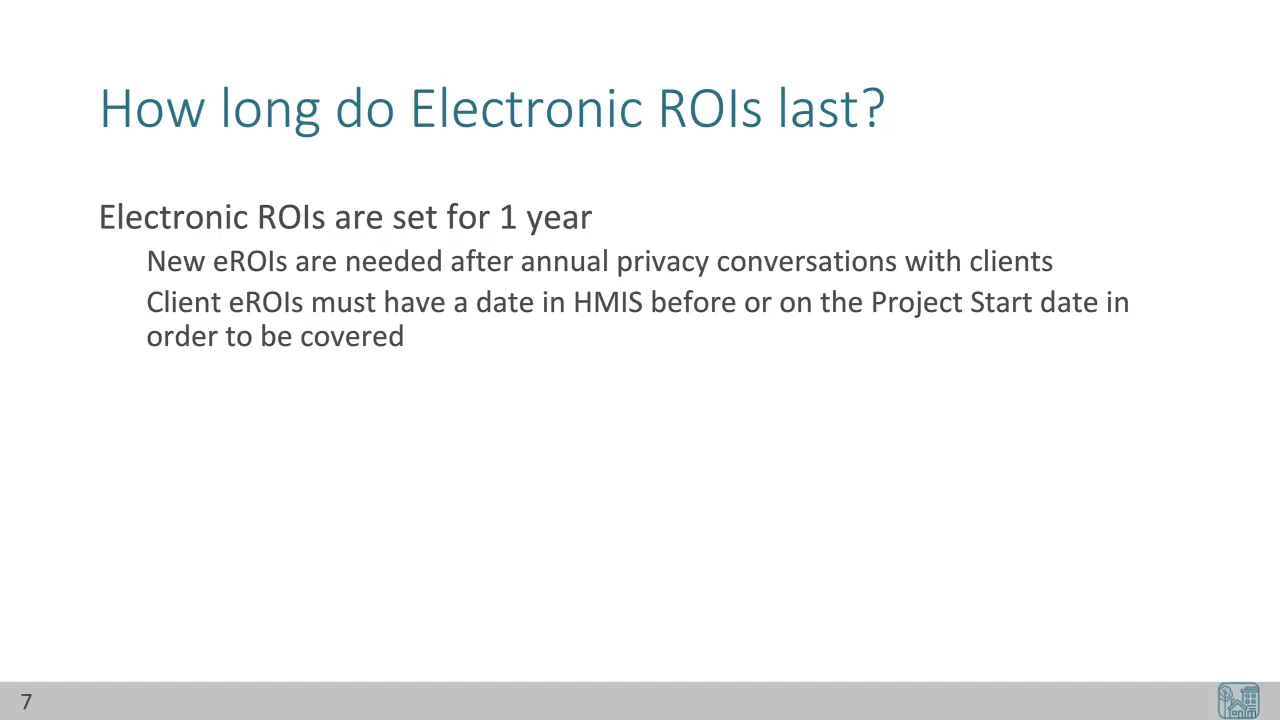 How long do Electronic ROIs last?
Electronic ROIs are set for 1 year
New eROIs are needed after annual privacy conversations with clients
Client eROIs must have a date in HMIS before or on the Project Start date in
order to be covered
7